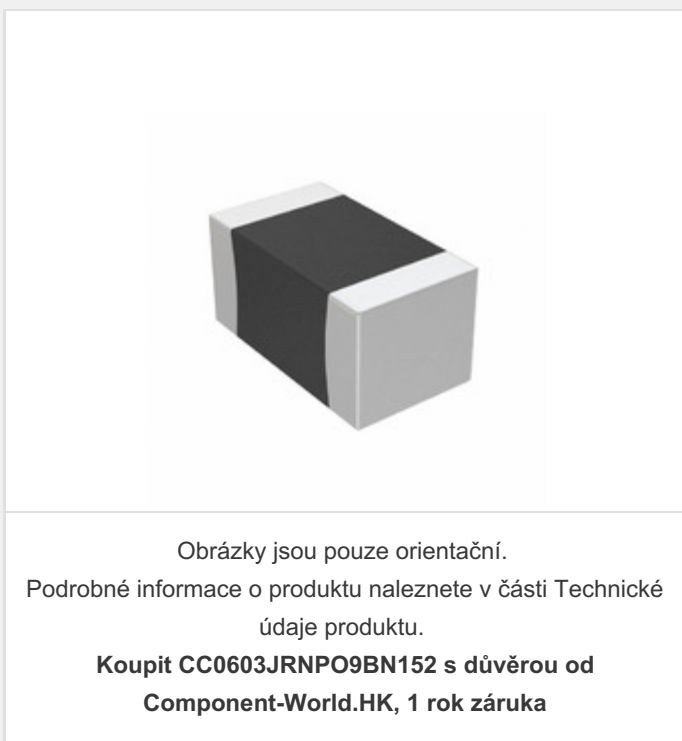 Obrázky jsou pouze orientační.
Podrobné informace o produktu naleznete v části Technické
údaje produktu.
Koupit CC0603JRNPO9BN152 s důvěrou od
Component-World.HK, 1 rok záruka